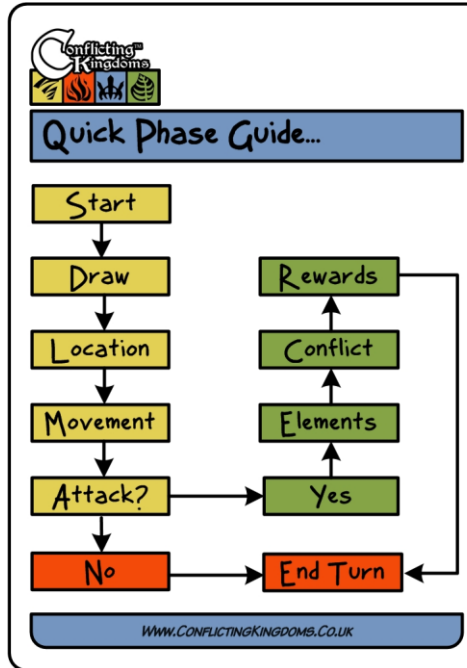 Conflicting™
Kingdoms
Quick Phase Guide...
Start
Draw
Location
Movement
Attack?
No
Rewards
Conflict
Elements
Yes
End Turn
www.ConflictingKingdoms.Co.uk